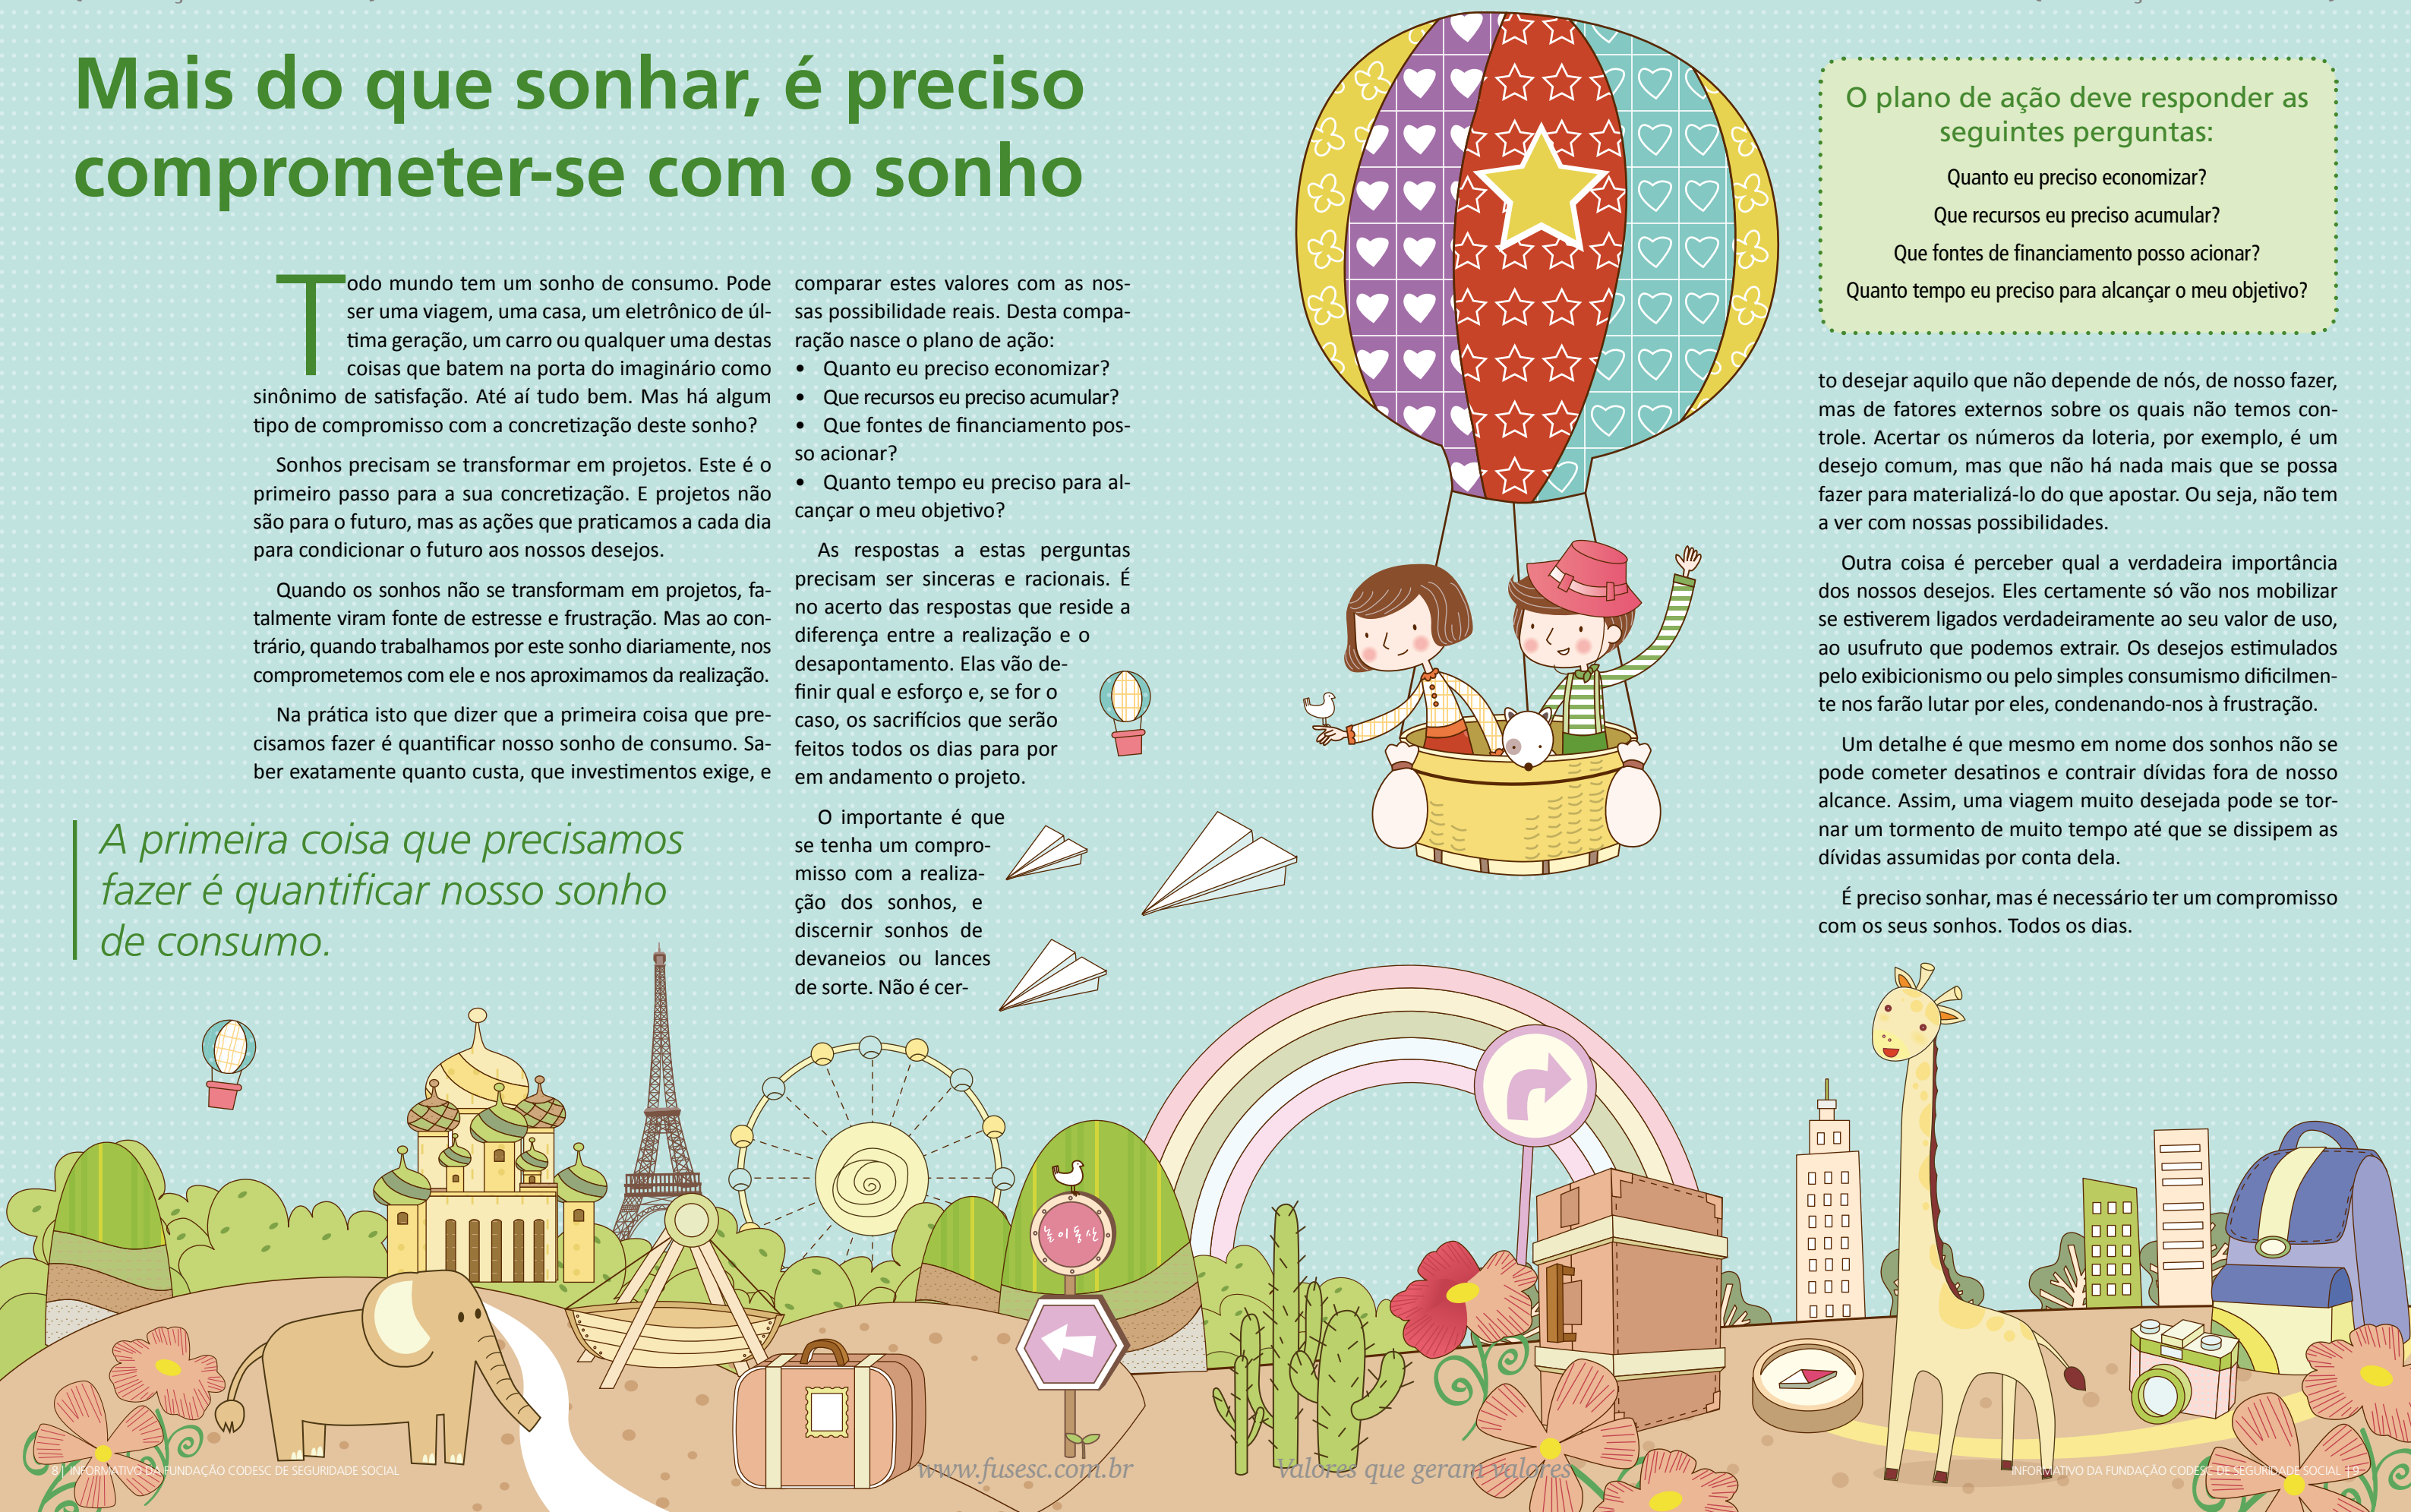 Mais do que sonhar, é preciso
comprometer-se com o sonho
Todo mundo tem um sonho de consumo. Pode
ser uma viagem, uma casa, um eletrônico de úl-
tima geração, um carro ou qualquer uma destas
coisas que batem na porta do imaginário como
sinônimo de satisfação. Até aí tudo bem. Mas há algum
tipo de compromisso com a concretização deste sonho?
Sonhos precisam se transformar em projetos. Este é o
primeiro passo para a sua concretização. E projetos não
são para o futuro, mas as ações que praticamos a cada dia
para condicionar o futuro aos nossos desejos.
Quando os sonhos não se transformam em projetos, fa-
talmente viram fonte de estresse e frustração. Mas ao con-
trário, quando trabalhamos por este sonho diariamente, nos
comprometemos com ele e nos aproximamos da realização.
Na prática isto que dizer que a primeira coisa que pre-
cisamos fazer é quantificar nosso sonho de consumo. Sa-
ber exatamente quanto custa, que investimentos exige, e
A primeira coisa que precisamos
fazer é quantificar nosso sonho
de consumo.
comparar estes valores com as nos-
sas possibilidade reais. Desta compa-
ração nasce o plano de ação:
• Quanto eu preciso economizar?
• Que recursos eu preciso acumular?
• Que fontes de financiamento pos-
so acionar?
• Quanto tempo eu preciso para al-
cançar o meu objetivo?
As respostas a estas perguntas
precisam ser sinceras e racionais. É
no acerto das respostas que reside a
diferença entre a realização e o
desapontamento. Elas vão de-
finir qual e esforço e, se for o
caso, os sacrifícios que serão
feitos todos os dias para por
em andamento o projeto.
O importante é que
se tenha um compro-
misso com a realiza-
ção dos sonhos, e
discernir sonhos de
devaneios ou lances
de sorte. Não é cer-
O plano de ação deve responder as
seguintes perguntas:
Quanto eu preciso economizar?
Que recursos eu preciso acumular?
Que fontes de financiamento posso acionar?
Quanto tempo eu preciso para alcançar o meu objetivo?
to desejar aquilo que não depende de nós, de nosso fazer,
mas de fatores externos sobre os quais não temos con-
trole. Acertar os números da loteria, por exemplo, é um
desejo comum, mas que não há nada mais que se possa
fazer para materializá-lo do que apostar. Ou seja, não tem
a ver com nossas possibilidades.
Outra coisa é perceber qual a verdadeira importância
dos nossos desejos. Eles certamente só vão nos mobilizar
se estiverem ligados verdadeiramente ao seu valor de uso,
ao usufruto que podemos extrair. Os desejos estimulados
pelo exibicionismo ou pelo simples consumismo dificilmen-
te nos farão lutar por eles, condenando-nos à frustração.
Um detalhe é que mesmo em nome dos sonhos não se
pode cometer desatinos e contrair dívidas fora de nosso
alcance. Assim, uma viagem muito desejada pode se tor-
nar um tormento de muito tempo até que se dissipem as
dívidas assumidas por conta dela.
É preciso sonhar, mas é necessário ter um compromisso
com os seus sonhos. Todos os dias.
놀이동산
8 | INFORMATIVO DA FUNDAÇÃO CODESC DE SEGURIDADE SOCIAL
www.fusesc.com.br
Valores que geram valores
INFORMATIVO DA FUNDAÇÃO CODESC DE SEGURIDADE SOCIAL | 9